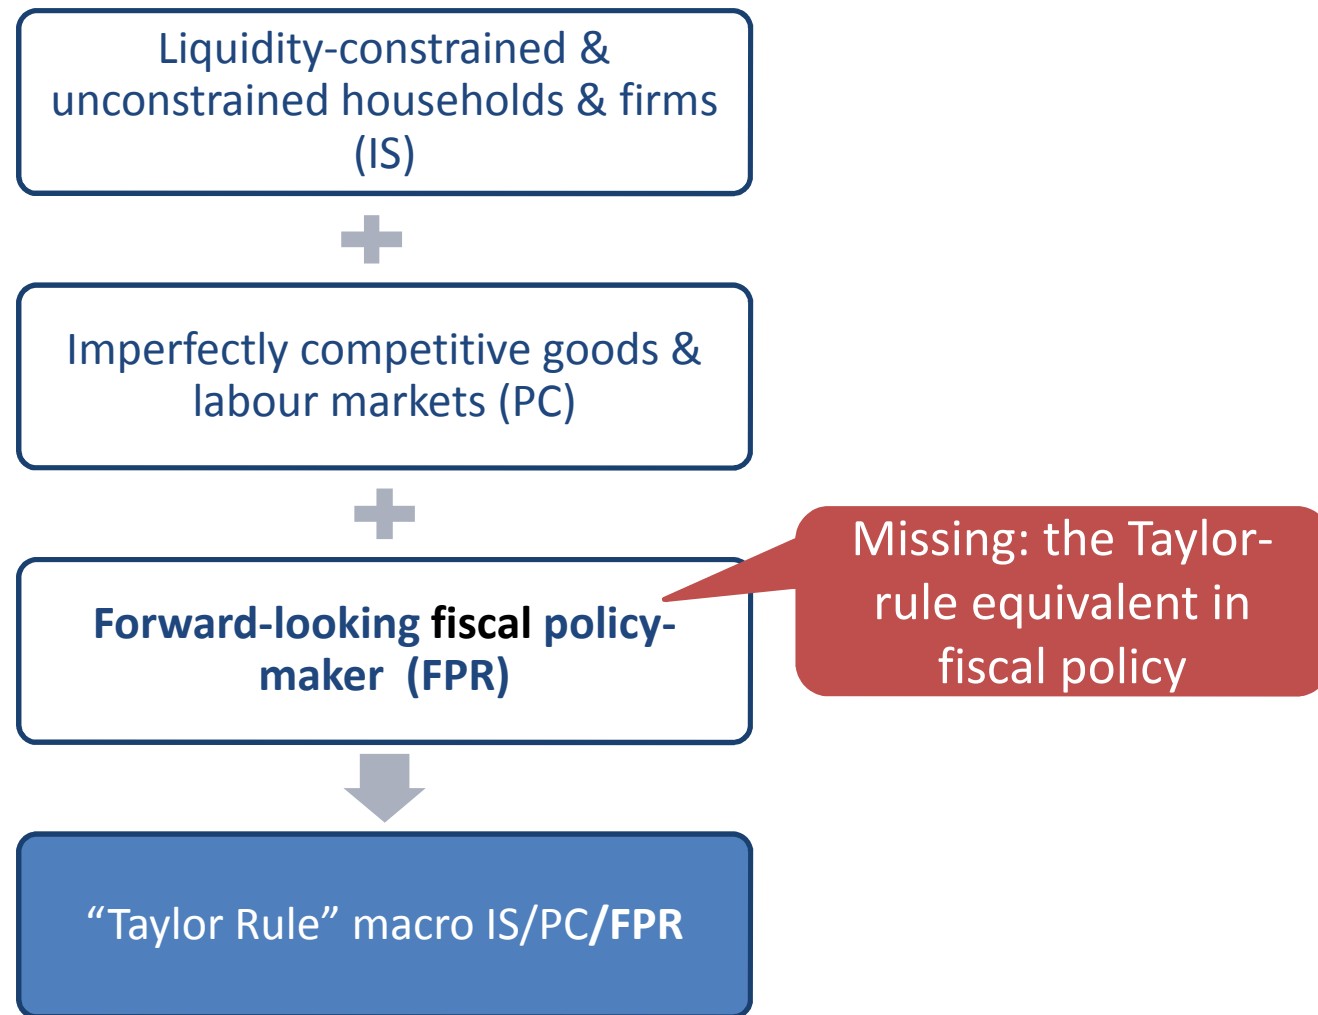 Liquidity-constrained &
unconstrained households & firms
(IS)
Imperfectly competitive goods &
labour markets (PC)
Forward-looking fiscal policy-
maker (FPR)
Missing: the Taylor-
rule equivalent in
fiscal policy
“Taylor Rule” macro IS/PC/FPR